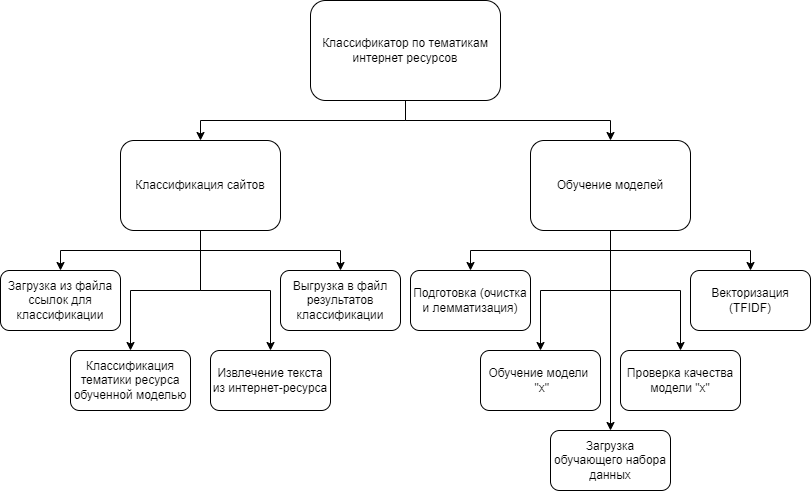 Классификатор по тематикам
интернет ресурсов
Классификация сайтов
Обучение моделей
Загрузка из файла
ссылок для
классификации
Выгрузка в файл
результатов
классификации
Подготовка (очистка
и лемматизация)
Векторизация
(TFIDF)
Классификация
тематики ресурса
обученной моделью
Извлечение текста
из интернет-ресурса
Обучение модели
"x"
Проверка качества
модели "x"
Загрузка
обучающего набора
данных